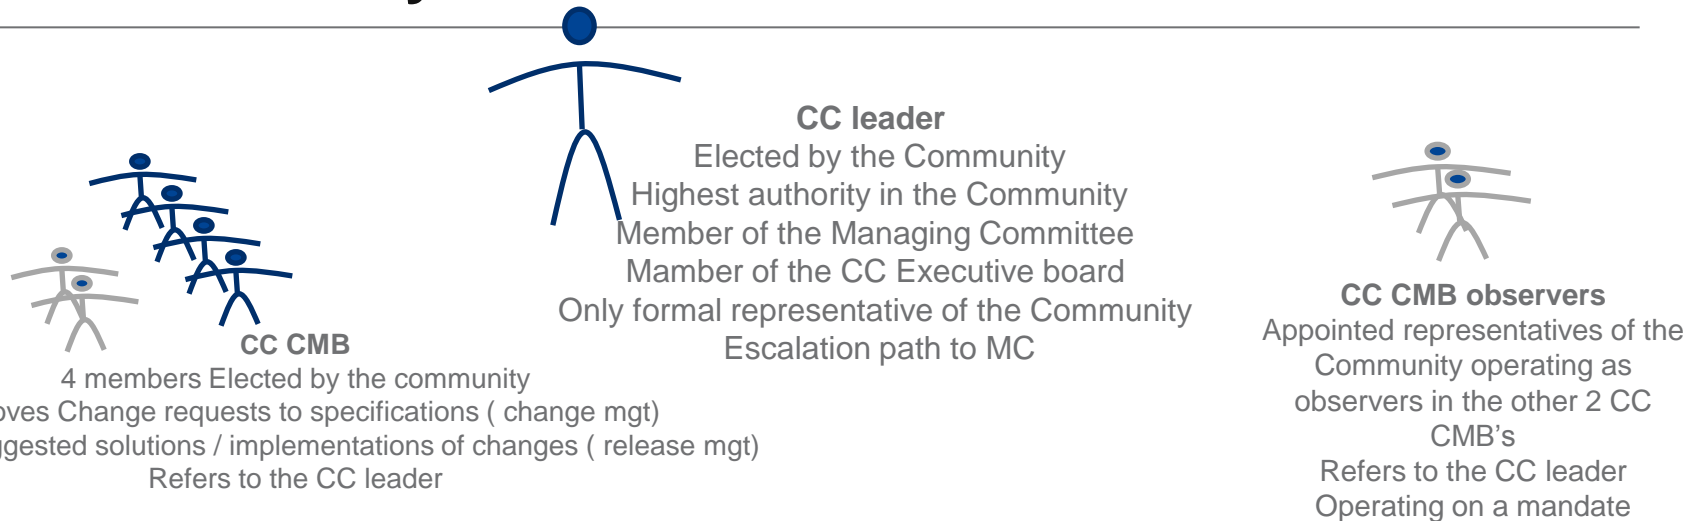 CC leader
Elected by the Community
Highest authority in the Community
Member of the Managing Committee
Mamber of the CC Executive board
Only formal representative of the Community
Escalation path to MC
CC CMB
4 members Elected by the community
Change requests to specifications ( change mgt)
solutions / implementations of changes ( release mgt)
Refers to the CC leader
CC CMB observers
Appointed representatives of the
Community operating as
observers in the other 2 CC
CMB's
Refers to the CC leader
Operating on a mandate